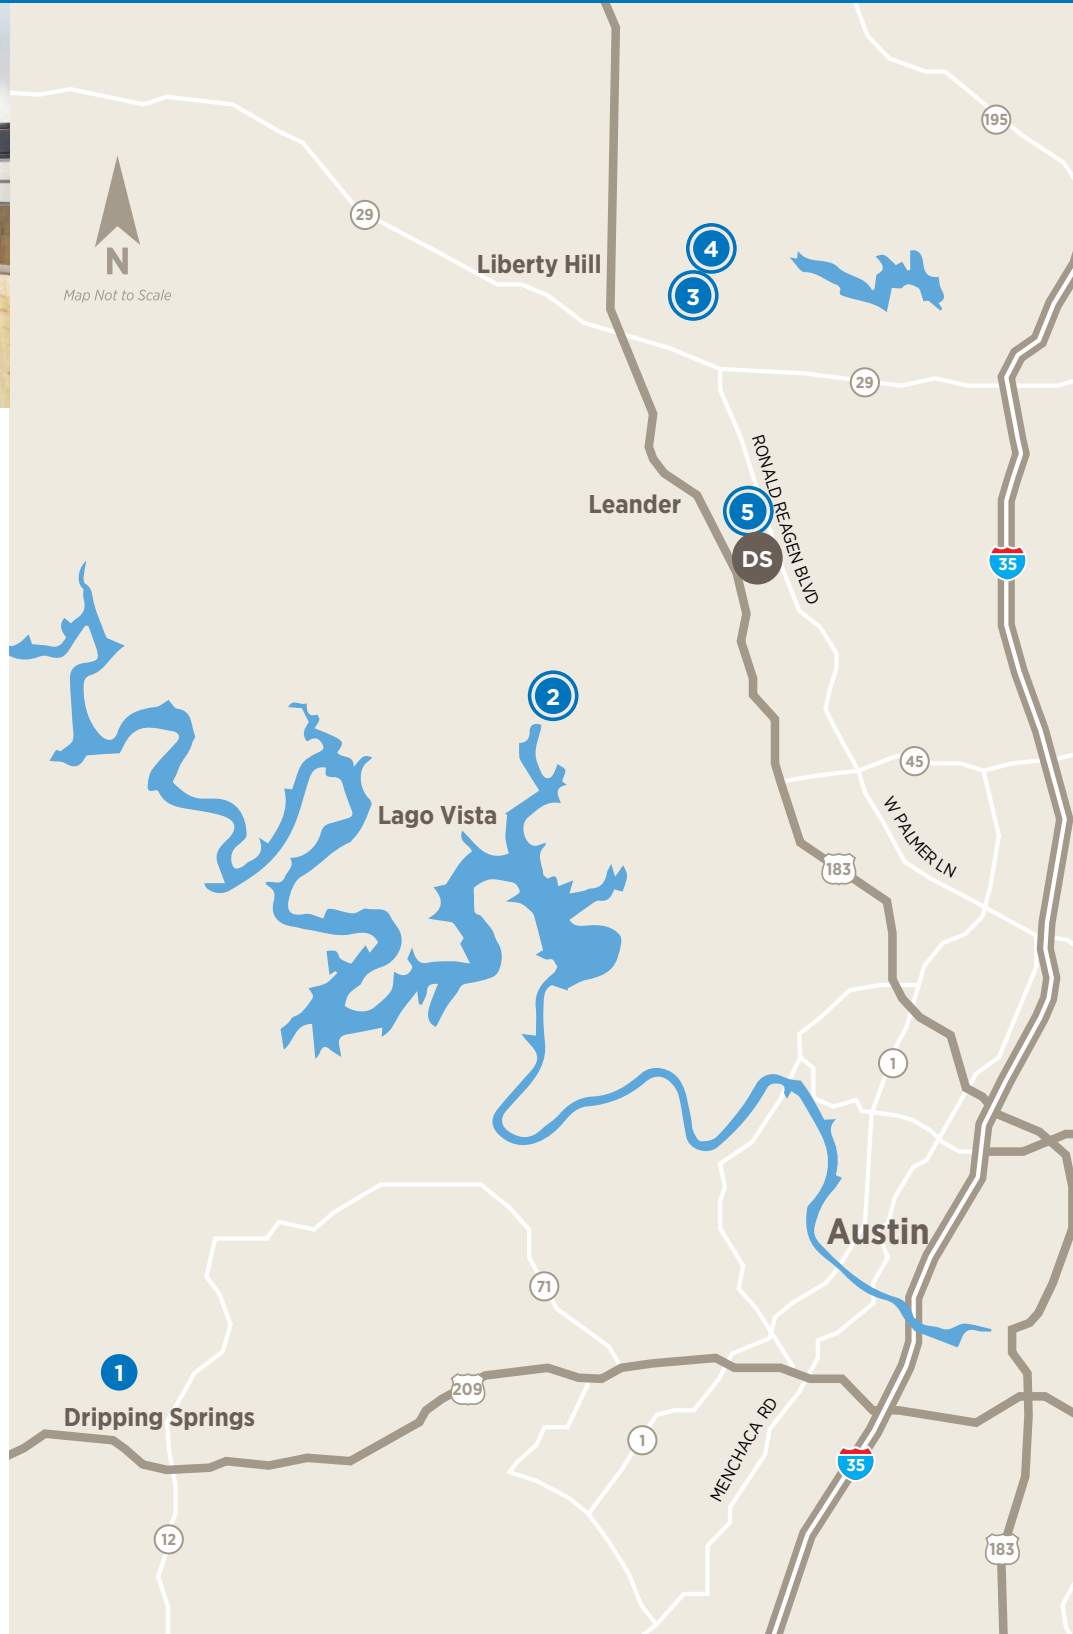 195
29
N
Map Not to Scale
Liberty Hill
4
3
29
RONALD REAGEN BLVD
Leander
5
DS
35
2
45
Lago Vista
W PALMER LN
183
1
Austin
71
1
Dripping Springs
209
MENCHACA RD
1
35
12
183